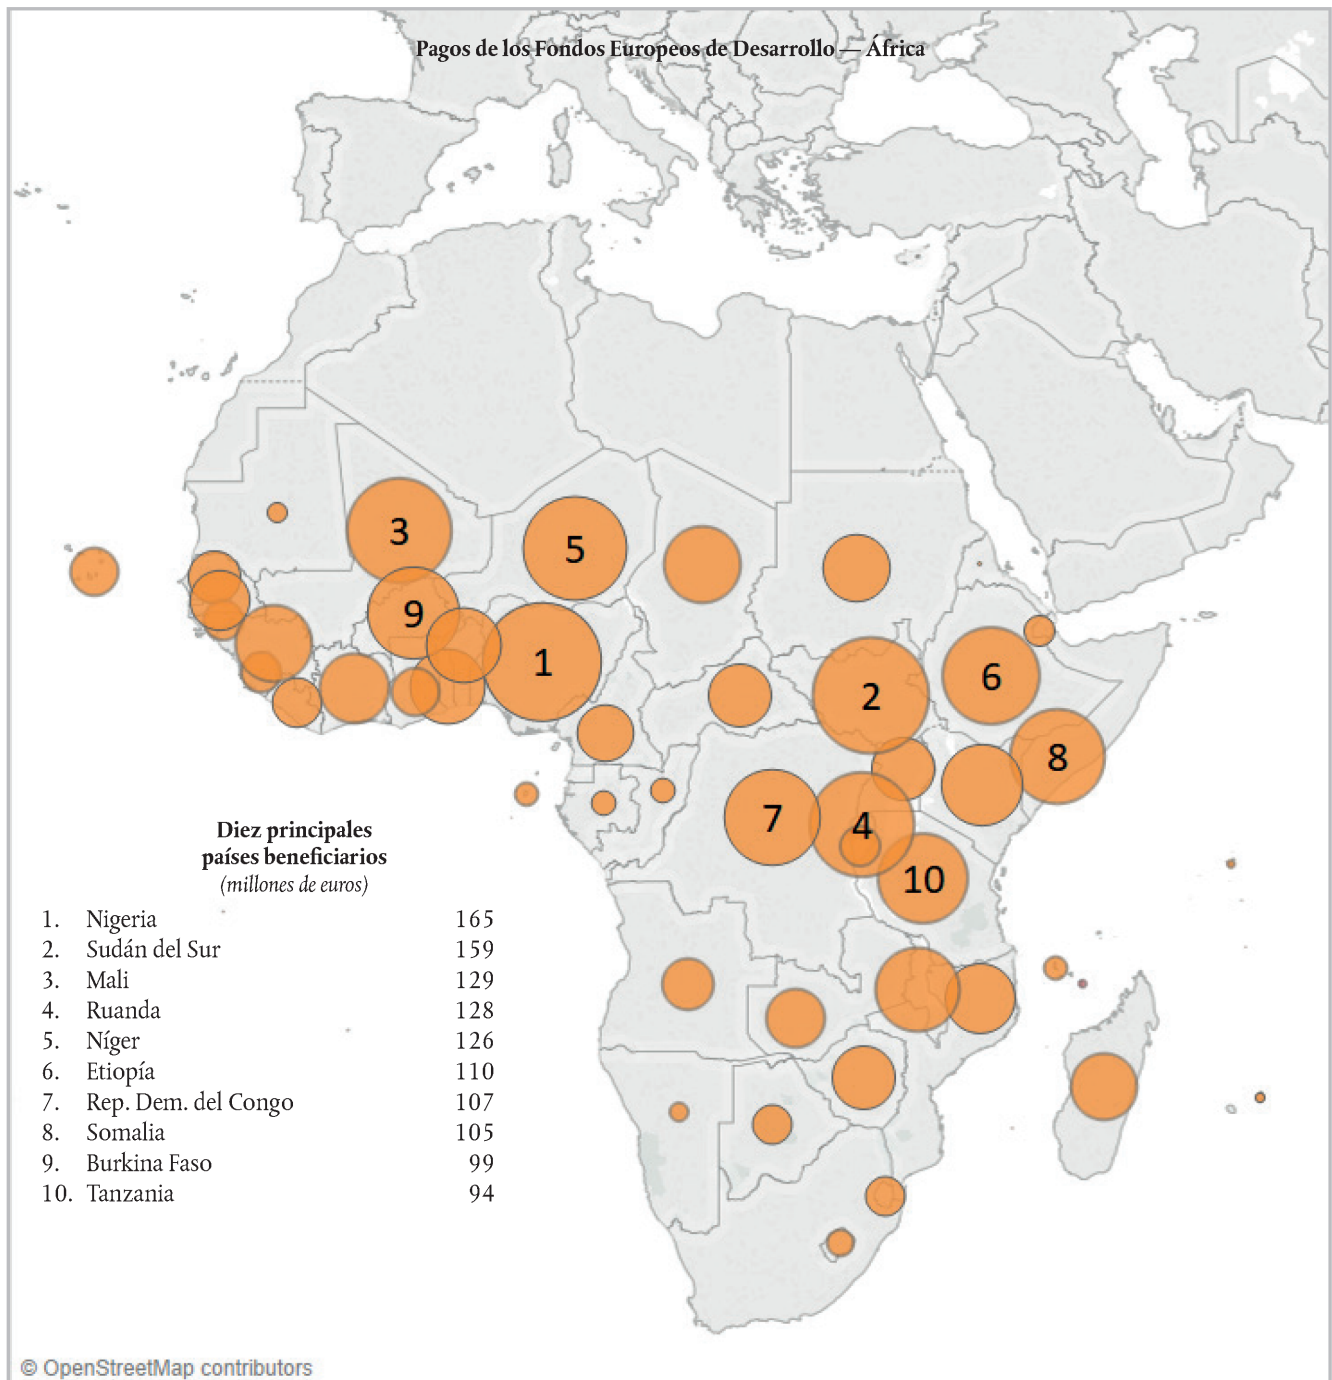 Pagos de los Fondos Europeos de Desarrollo — África
3
5
9
1
2
6
8
7
4
10
Diez principales
países beneficiarios
(millones de euros)
1. Nigeria 165
2. Sudán del Sur 159
3. Mali 129
4. Ruanda 128
5. Níger 126
6. Etiopía 110
7. Rep. Dem. del Congo 107
8. Somalia 105
9. Burkina Faso 99
10. Tanzania 94
© OpenStreetMap contributors